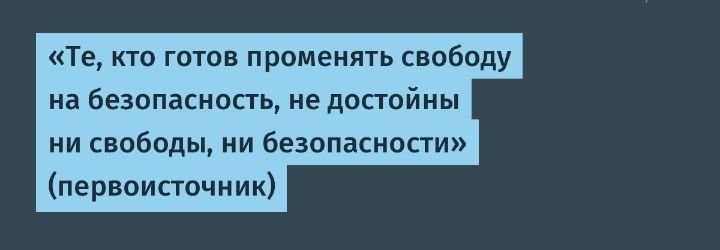 «Те, кто готов променять свободу
на безопасность, не достойны
ни свободы, ни безопасности»
(первоисточник)